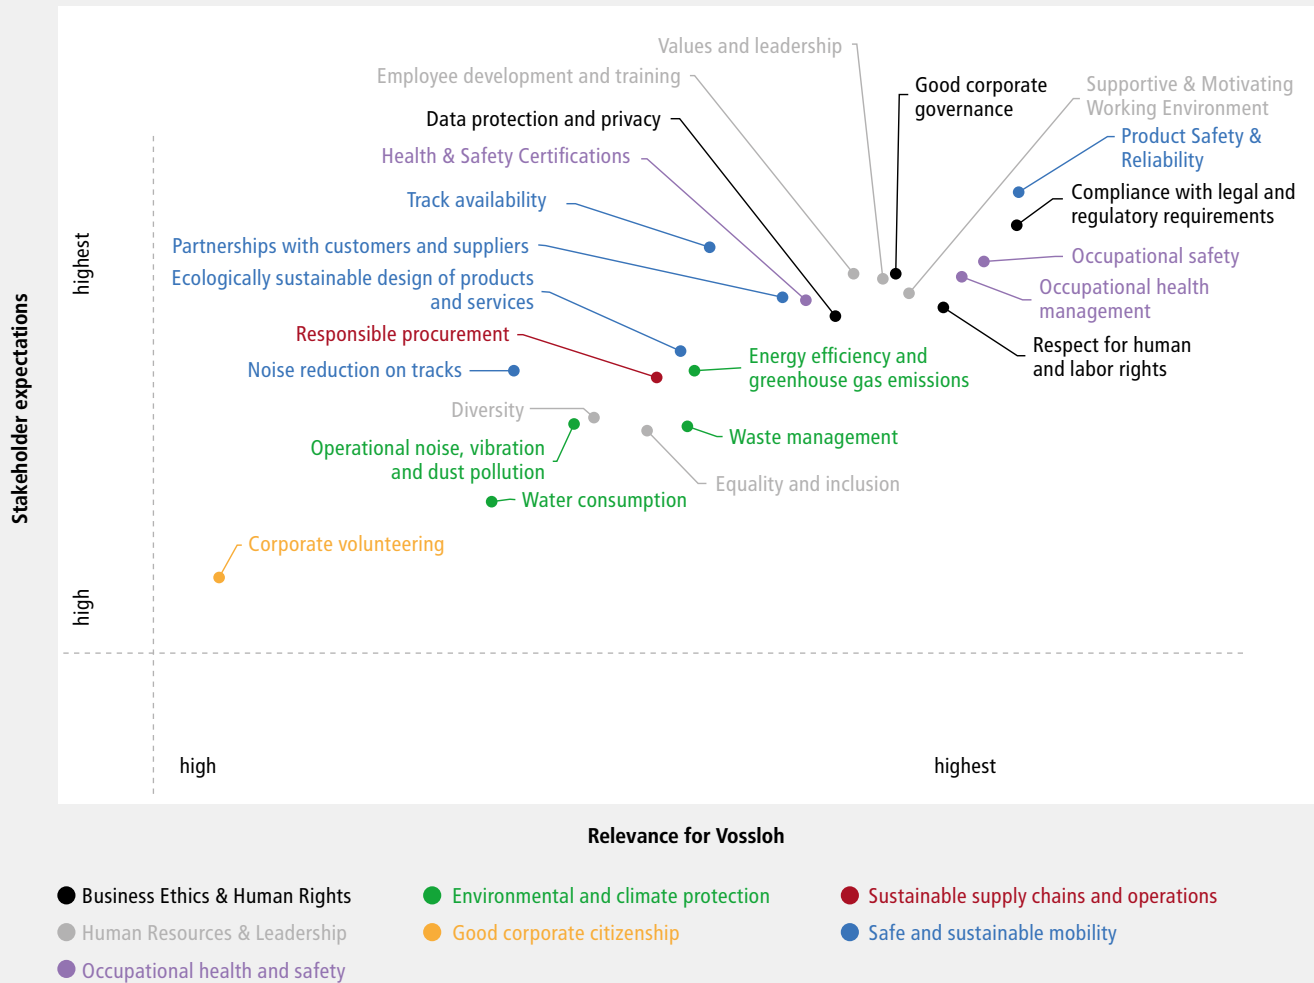 Values and leadership
Employee development and training
Good corporate
governance
Supportive & Motivating
Working Environment
Data protection and privacy
Product Safety &
Reliability
Health & Safety Certifications
Compliance with legal and
regulatory requirements
Track availability
Partnerships with customers and suppliers
Occupational safety
Ecologically sustainable design of products
and services
Occupational health
management
Responsible procurement
Respect for human
and labor rights
Energy efficiency and
greenhouse gas emissions
Noise reduction on tracks
Diversity
Waste management
Operational noise, vibration
and dust pollution
Equality and inclusion
Water consumption
Corporate volunteering
Stakeholder expectations
highest
high
high
highest
Relevance for Vossloh
Business Ethics & Human Rights
Environmental and climate protection
Sustainable supply chains and operations
Human Resources & Leadership
Good corporate citizenship
Safe and sustainable mobility
Occupational health and safety